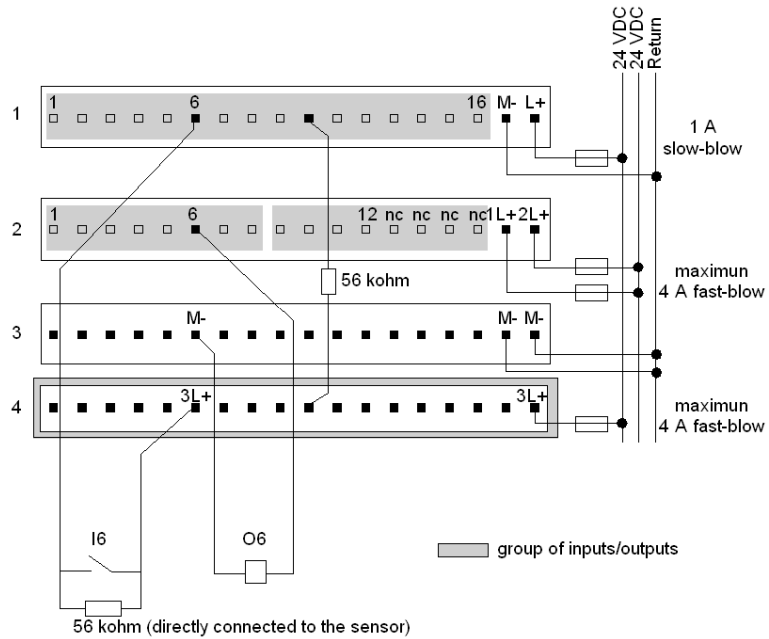 24 VDC
24 VDC
Return
1 6 16 M- L+
1
1 A
slow-blow
1 6 12 nc nc nc nc 1L+ 2L+
2
56 kohm
maximun
4 A fast-blow
M- M- M-
3
3L+ 3L+
4
maximun
4 A fast-blow
I6 O6
group of inputs/outputs
56 kohm (directly connected to the sensor)